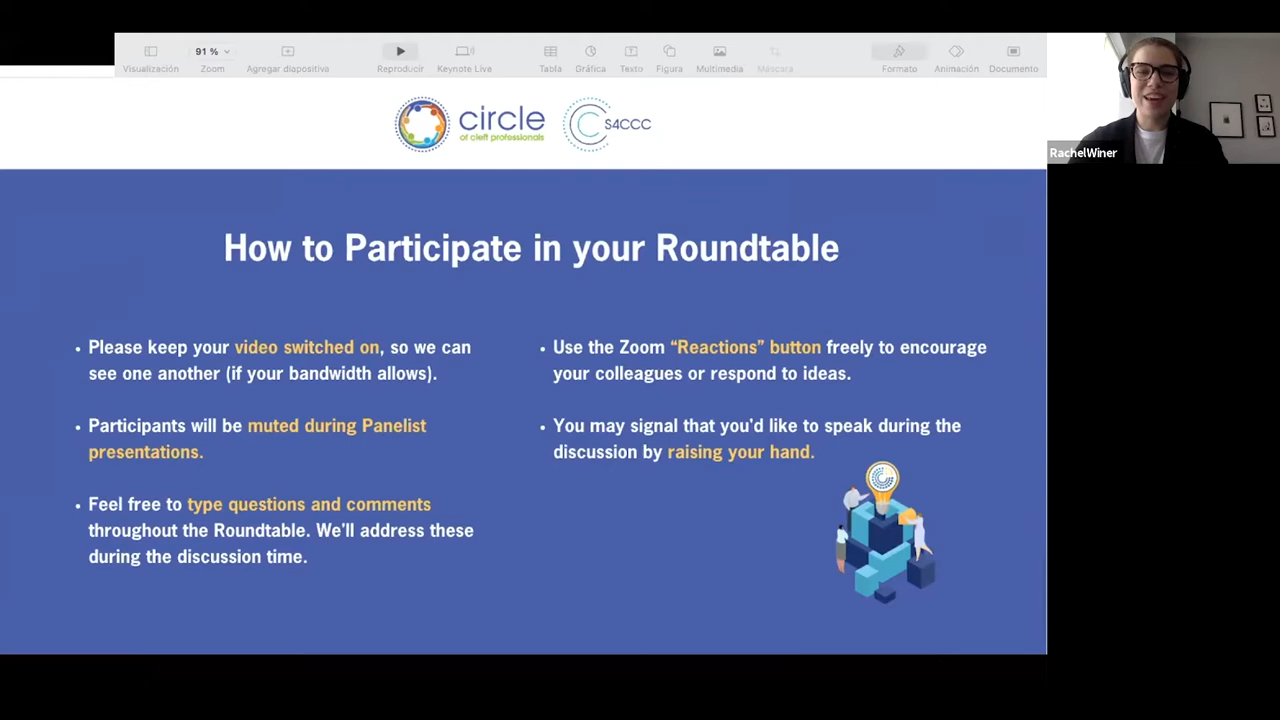 91 %
Visualización
Zoom
Agregar diapositiva
Reproducir
Keynote Live
Tabla
Gráfica
Texto
Figura
Multimedia
Máscara
Formato
Animación
Documento
circle
of cleft professionals
S4CCC
RachelWiner
How to Participate in your Roundtable
• Please keep your video switched on, so we can
see one another (if your bandwidth allows).
• Participants will be muted during Panelist
presentations.
• Feel free to type questions and comments
throughout the Roundtable. We'll address these
during the discussion time.
• Use the Zoom “Reactions” button freely to encourage
your colleagues or respond to ideas.
• You may signal that you'd like to speak during the
discussion by raising your hand.